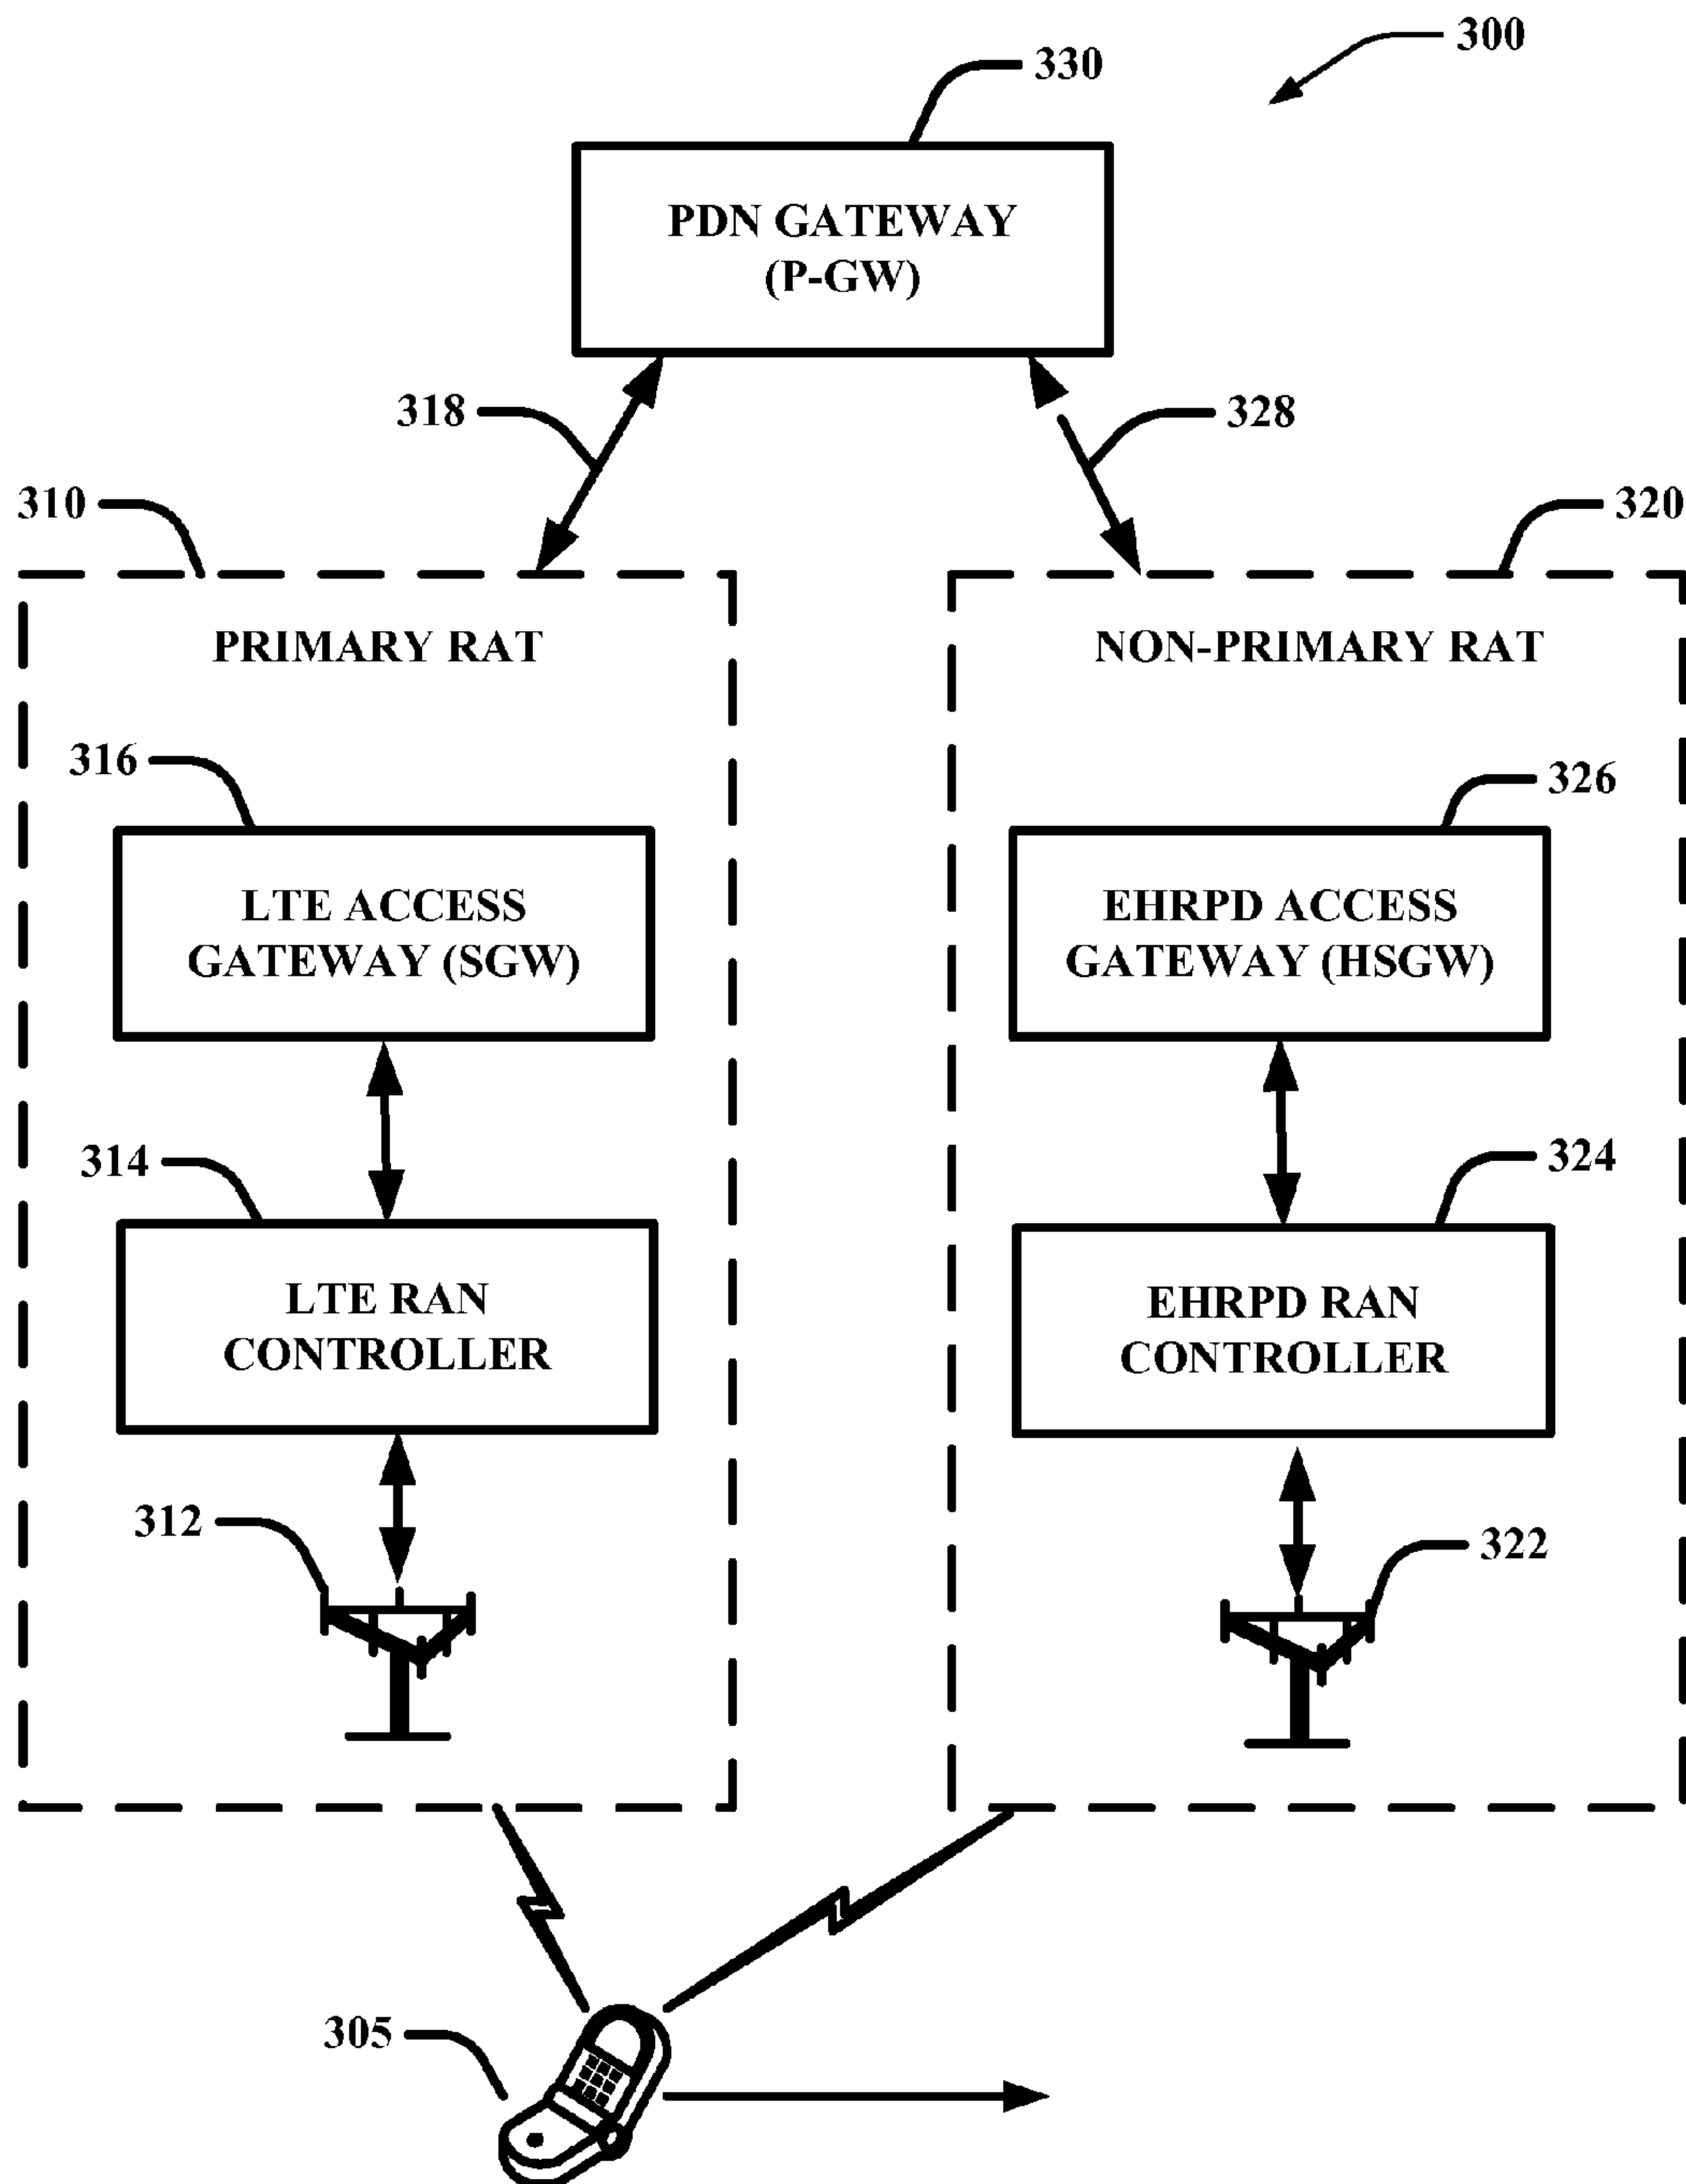 300
330
PDN GATEWAY
(P-GW)
318
328
310
320
PRIMARY RAT
NON-PRIMARY RAT
316
326
LTE ACCESS
GATEWAY (SGW)
EHRPD ACCESS
GATEWAY (HSGW)
314
324
LTE RAN
CONTROLLER
EHRPD RAN
CONTROLLER
312
322
305